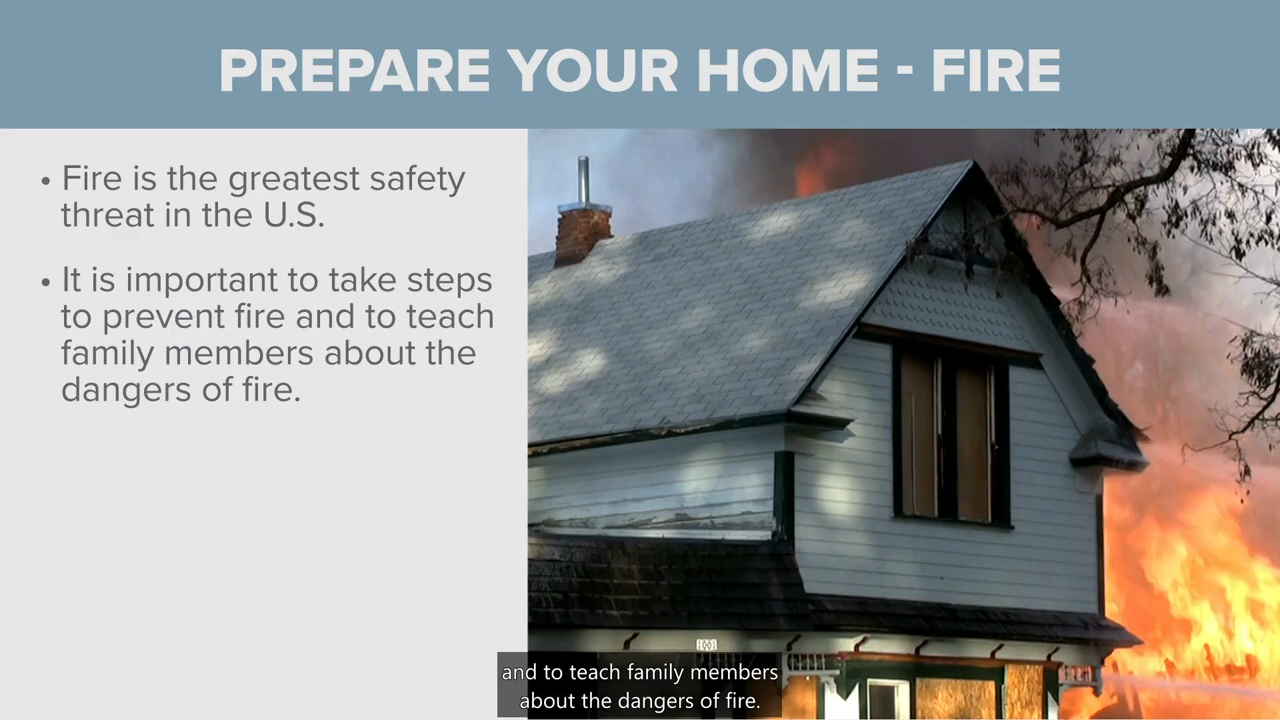 PREPARE YOUR HOME - FIRE
• Fire is the greatest safety
threat in the U.S.
• It is important to take steps
to prevent fire and to teach
family members about the
dangers of fire.
1001
and to teach family members
about the dangers of fire.